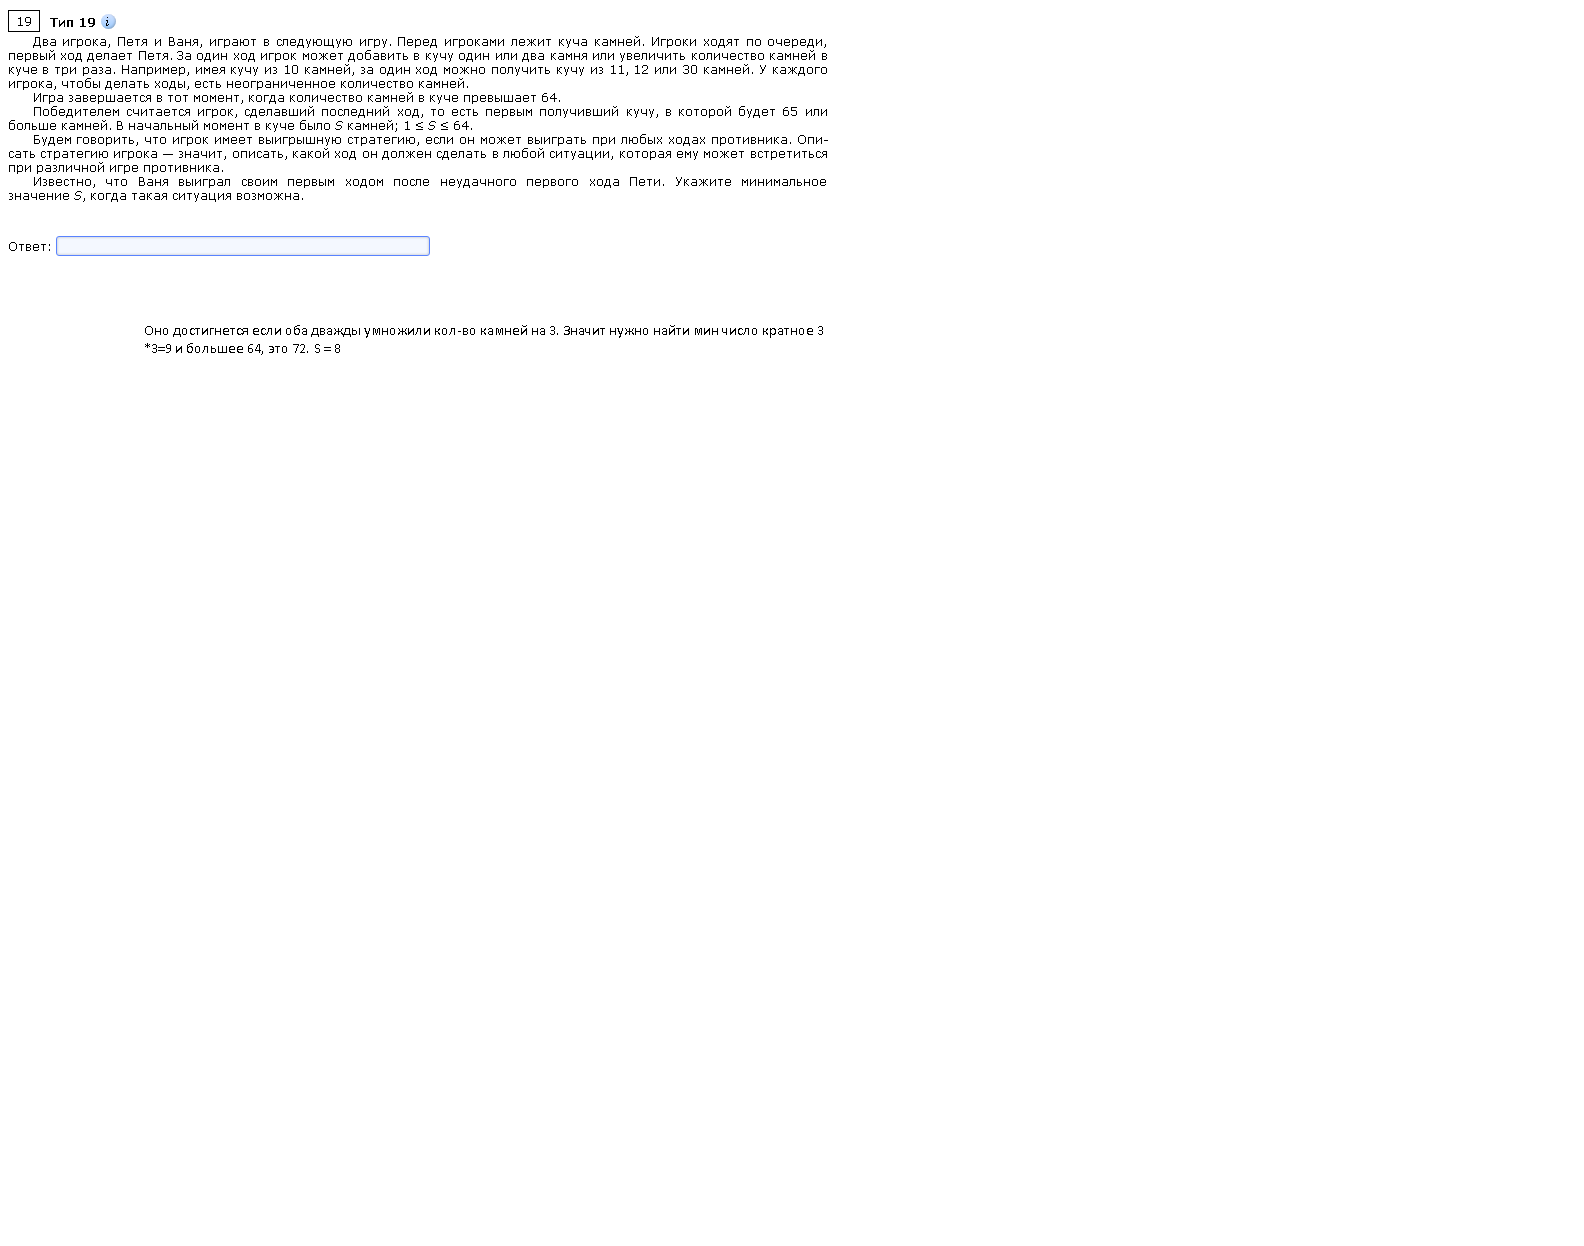 19 Тип 19 i
Два игрока, Петя и Ваня, играют в следующую игру. Перед игроками лежит куча камней. Игроки ходят по очереди,
первый ход делает Петя. За один ход игрок может добавить в кучу один или два камня или увеличить количество камней в
куче в три раза. Например, имея кучу из 10 камней, за один ход можно получить кучу из 11, 12 или 30 камней. У каждого
игрока, чтобы делать ходы, есть неограниченное количество камней.
Игра завершается в тот момент, когда количество камней в куче превышает 64.
Победителем считается игрок, сделавший последний ход, то есть первым получивший кучу, в которой будет 65 или
больше камней. В начальный момент в куче было S камней; 1 ≤ S ≤ 64.
Будем говорить, что игрок имеет выигрышную стратегию, если он может выиграть при любых ходах противника. Опи-
сать стратегию игрока — значит, описать, какой ход он должен сделать в любой ситуации, которая ему может встретиться
при различной игре противника.
Известно, что Ваня выиграл своим первым ходом после неудачного первого хода Пети. Укажите минимальное
значение S, когда такая ситуация возможна.
Ответ:
Оно достигнется если оба дважды умножили кол-во камней на 3. Значит нужно найти мин число кратное 3
*3=9 и большее 64, это 72. S = 8